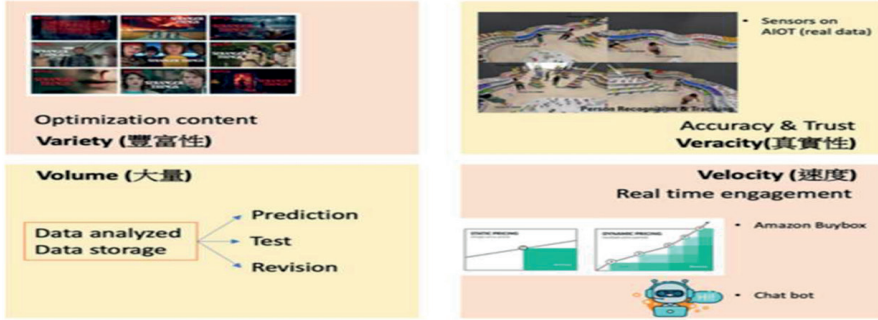 Optimization content
Variety (豐富性)
Person Recognition & Tracking
• Sensors on
AIOT (real data)
Accuracy & Trust
Veracity(真實性)
Volume (大量)
Data analyzed
Data storage
Prediction
Test
Revision
Velocity (速度)
Real time engagement
STATIC PRICING
DYNAMIC PRICING
• Amazon Buybox
Hi!
• Chat bot